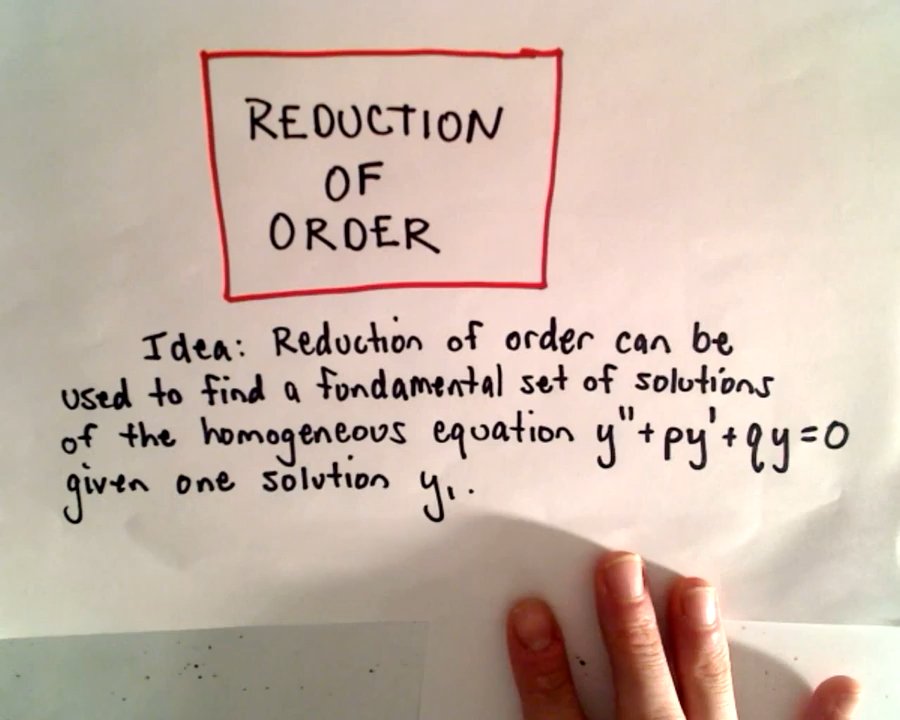 REDUCTION
OF
ORDER
Idea: Reduction of order can be
used to find a fundamental set of solutions
of the homogeneous equation y"+py'+qy=0
given one solution y₁.